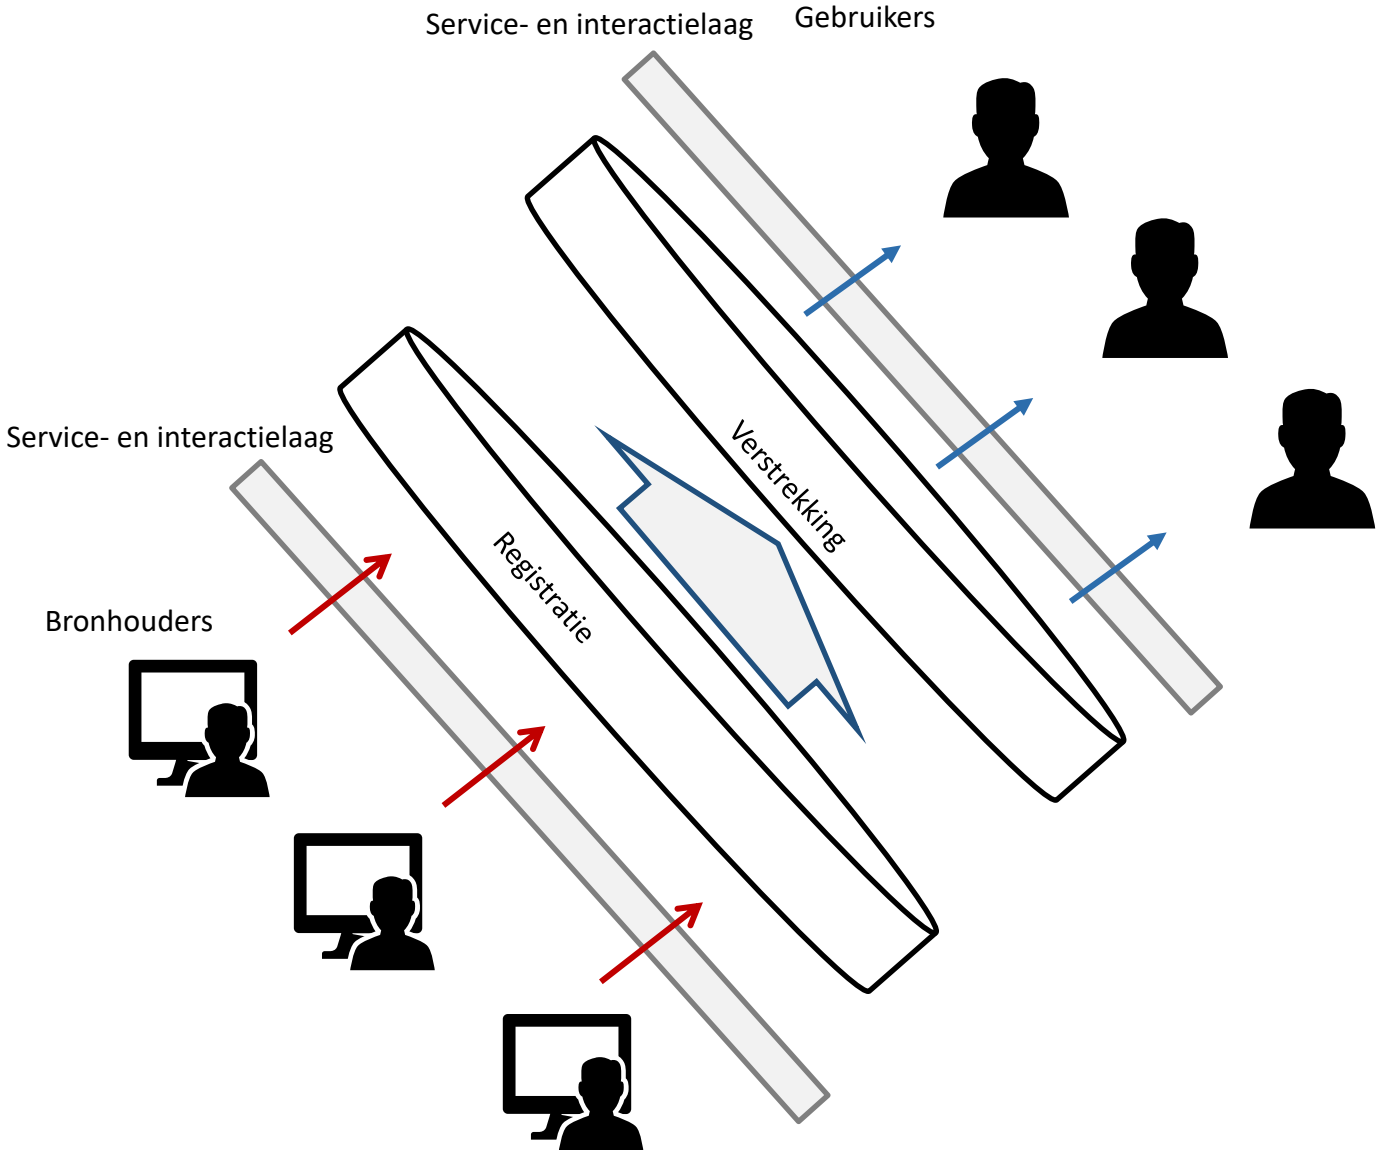 Service- en interactielaag
Gebruikers
Verstrekking
Service- en interactielaag
Registratie
Bronhouders